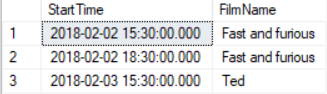 StartTime FilmName
1 2018-02-02 15:30:00.000 Fast and furious
2 2018-02-02 18:30:00.000 Fast and furious
3 2018-02-03 15:30:00.000 Ted